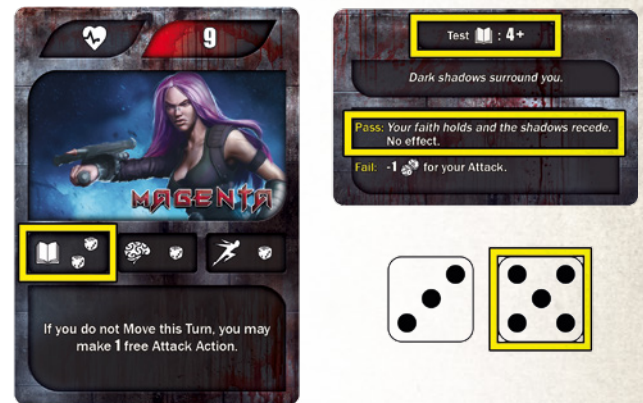 9
MAGENTA
If you do not Move this Turn, you may
make 1 free Attack Action.
Test : 4+
Dark shadows surround you.
Pass: Your faith holds and the shadows recede.
No effect.
Fail: -1 for your Attack.